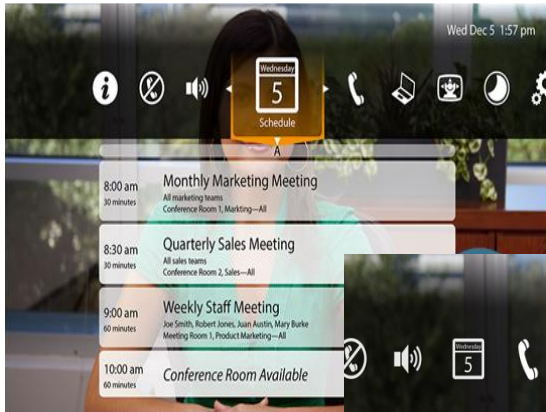 Wed Dec 5 1:57 pm
Wednesday
5
Schedule
A
8:00 am
30 minutes
Monthly Marketing Meeting
All marketing teams
Conference Room 1, Markting—All
8:30 am
30 minutes
Quarterly Sales Meeting
All sales teams
Conference Room 2, Sales—All
9:00 am
60 minutes
Weekly Staff Meeting
Joe Smith, Robert Jones, Juan Austin, Mary Burke
Meeting Room 1, Product Marketing—All
10:00 am
60 minutes
Conference Room Available
Wednesday
5